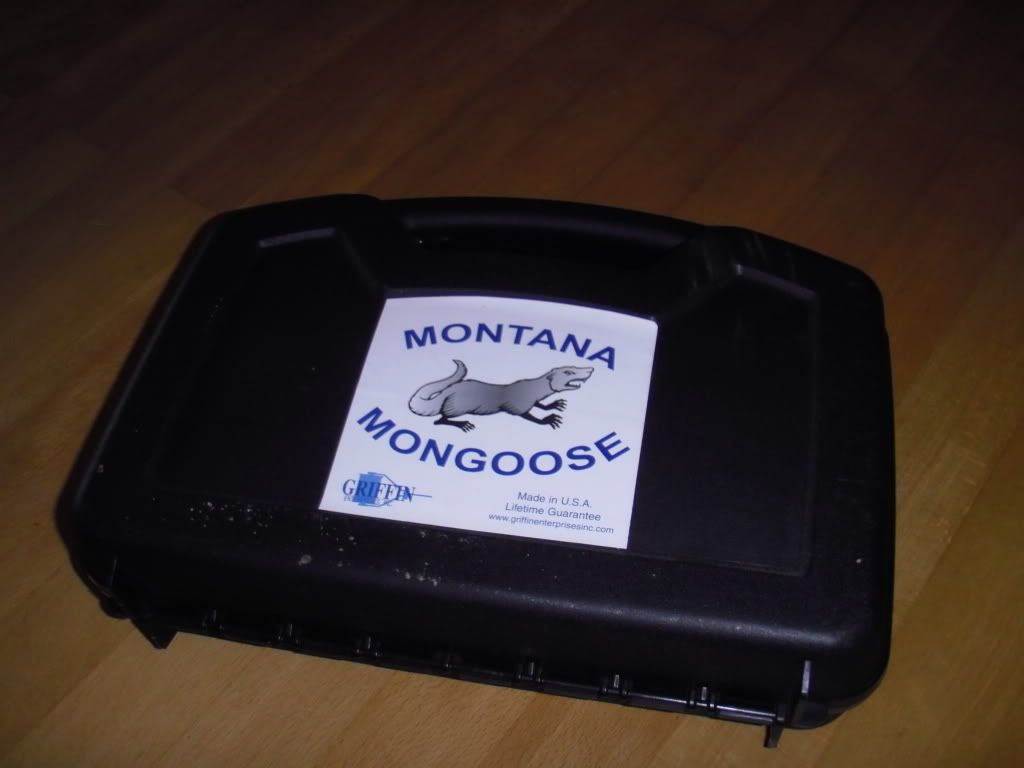 MONTANA
MONGOOSE
GRIFFIN
Made in U.S.A.
Lifetime Guarantee
www.griffinenterprisesinc.com